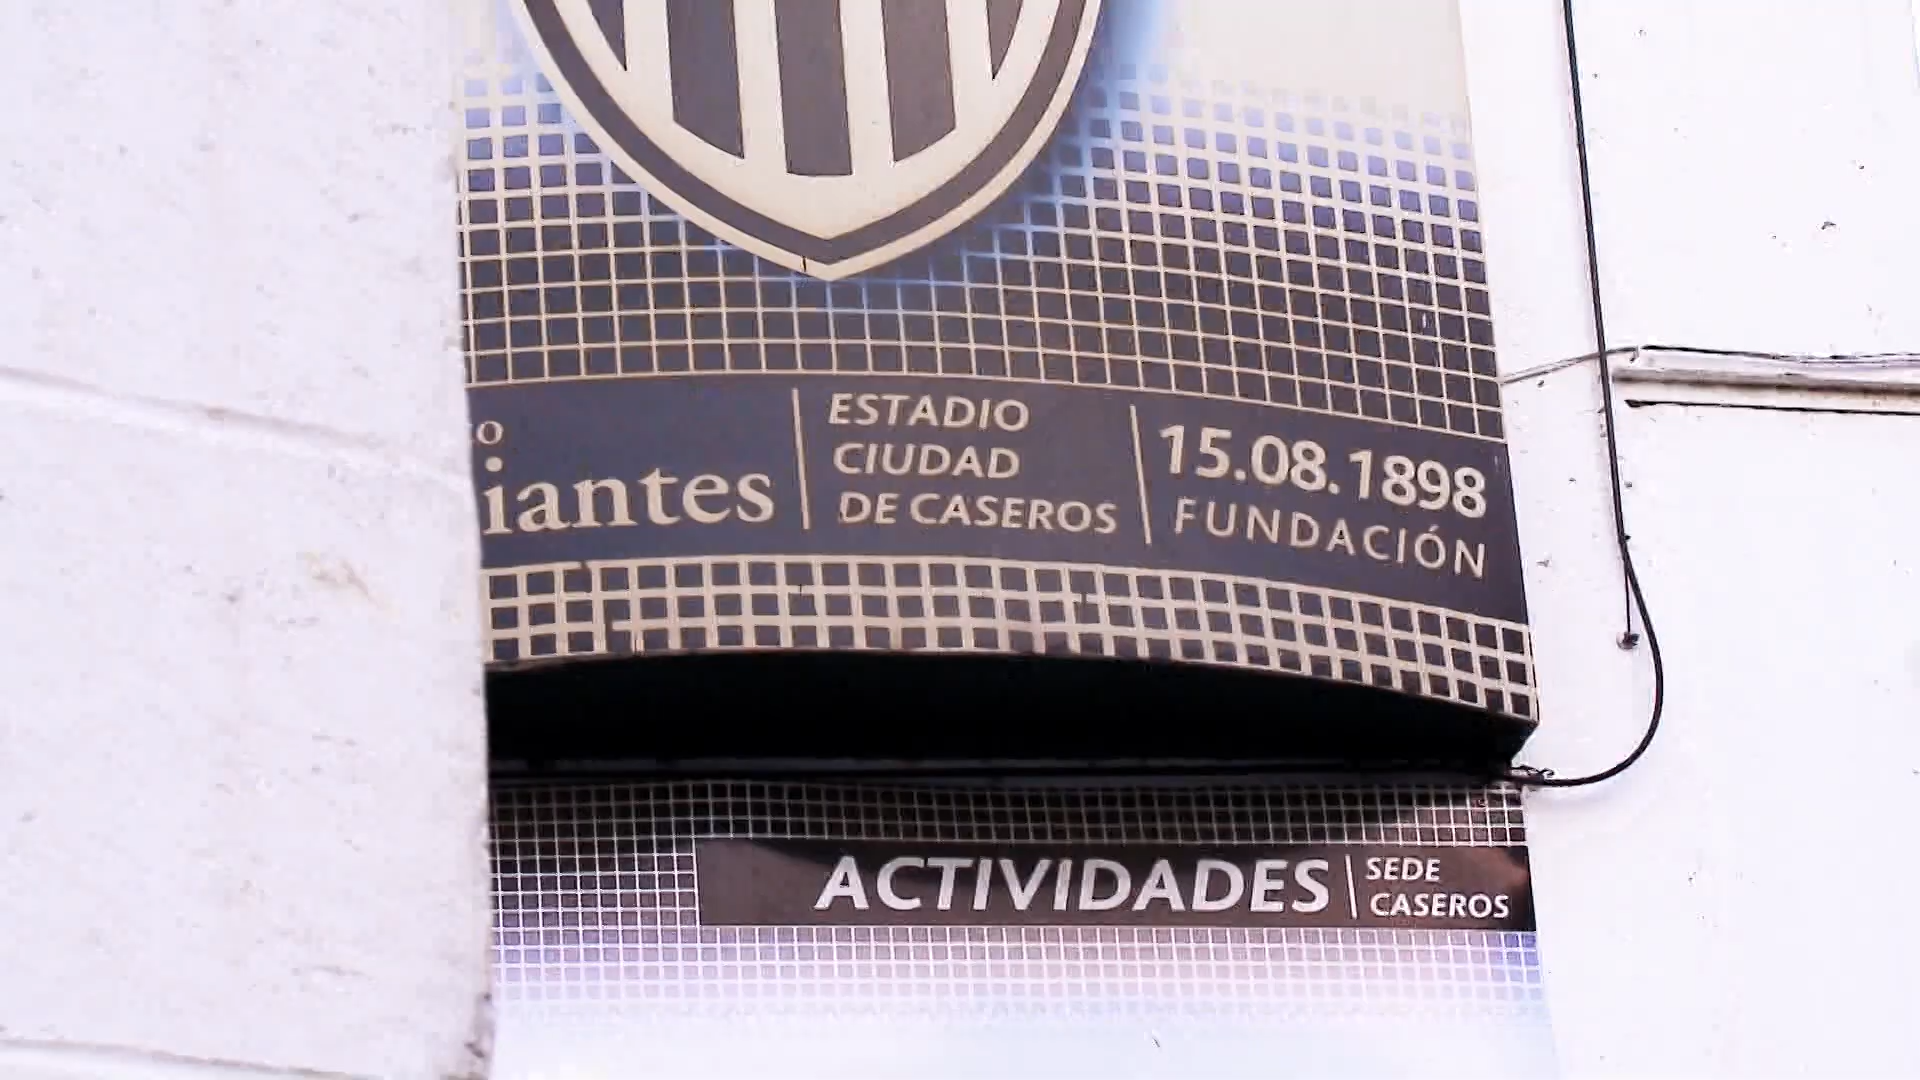 iantes
ESTADIO
CIUDAD
DE CASEROS
15.08.1898
FUNDACIÓN
ACTIVIDADES
SEDE
CASEROS